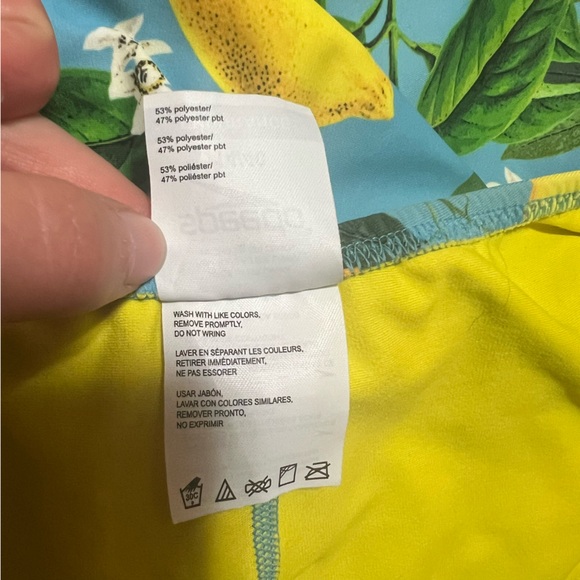 53% polyester/
47% polyester pbt
53% polyester/
47% polyester pbt
53% poliéster/
47% poliéster pbt
speedo
WASH WITH LIKE COLORS,
REMOVE PROMPTLY,
DO NOT WRING
LAVER EN SÉPARANT LES COULEURS,
RETIRER IMMÉDIATEMENT,
NE PAS ESSORER
USAR JABÓN,
LAVAR CON COLORES SIMILARES,
REMOVER PRONTO,
NO EXPRIMIR
30C